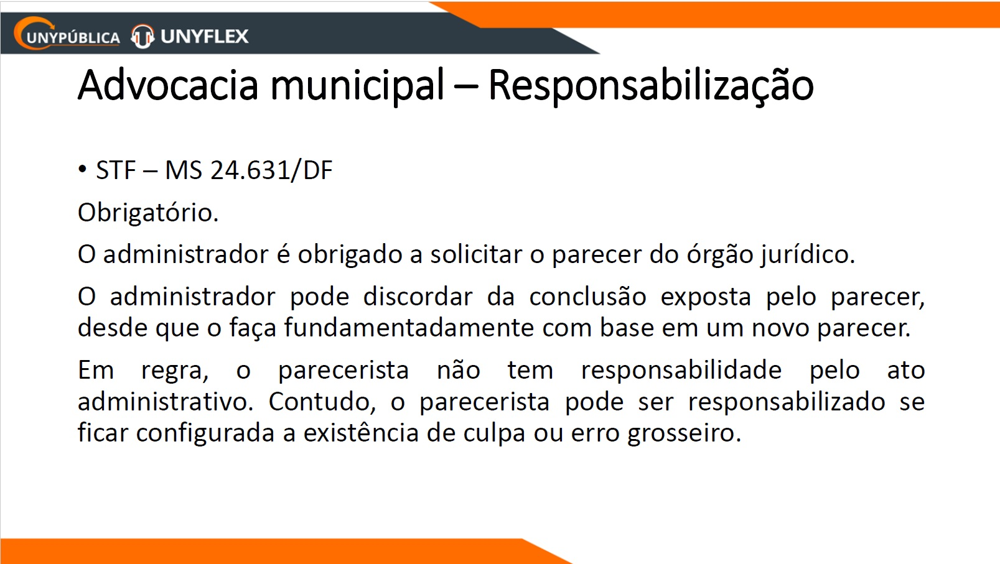 UNYPÚBLICA UNYFLEX
Advocacia municipal – Responsabilização
• STF – MS 24.631/DF
Obrigatório.
O administrador é obrigado a solicitar o parecer do órgão jurídico.
O administrador pode discordar da conclusão exposta pelo parecer,
desde que o faça fundamentadamente com base em um novo parecer.
Em regra, o parecerista não tem responsabilidade pelo ato
administrativo. Contudo, o parecerista pode ser responsabilizado se
ficar configurada a existência de culpa ou erro grosseiro.